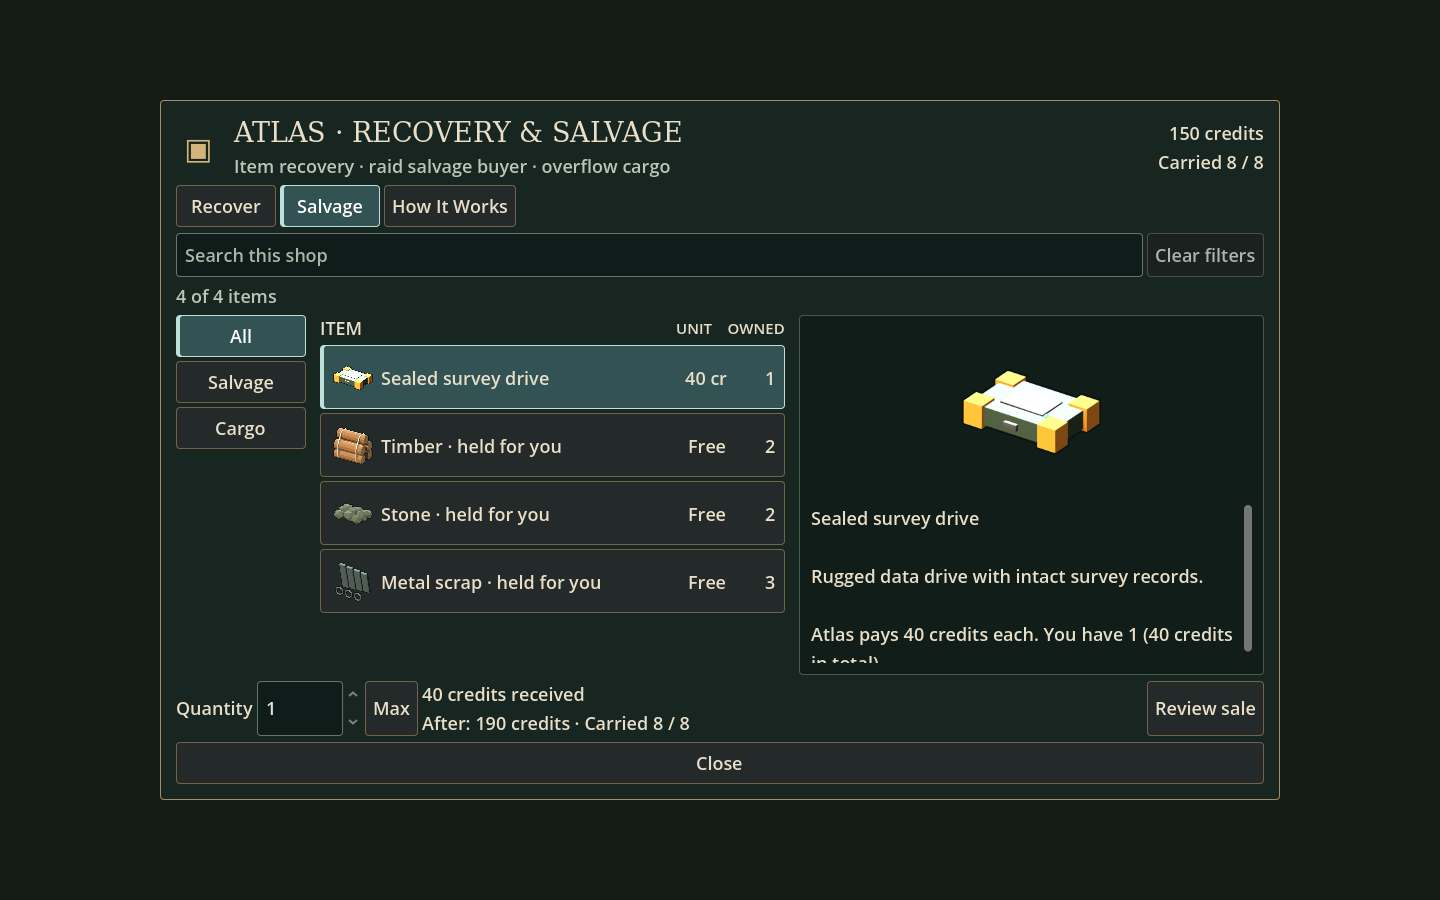 ATLAS · RECOVERY & SALVAGE
Item recovery · raid salvage buyer · overflow cargo
150 credits
Carried 8 / 8
Recover
Salvage
How It Works
Search this shop
Clear filters
4 of 4 items
All
Salvage
Cargo
ITEM UNIT OWNED
Sealed survey drive 40 cr 1
Timber · held for you Free 2
Stone · held for you Free 2
Metal scrap · held for you Free 3
Sealed survey drive
Rugged data drive with intact survey records.
Atlas pays 40 credits each. You have 1 (40 credits
in total)
Quantity 1
Max
40 credits received
After: 190 credits · Carried 8 / 8
Review sale
Close